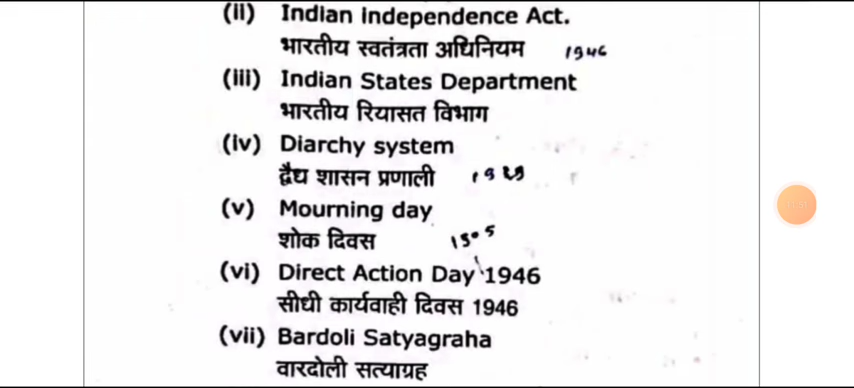 (ii) Indian independence Act.
भारतीय स्वतंत्रता अधिनियम 1946
(iii) Indian States Department
भारतीय रियासत विभाग
(iv) Diarchy system
द्वैध शासन प्रणाली
(v) Mourning day
शोक दिवस 1505
(vi) Direct Action Day 1946
सीधी कार्यवाही दिवस 1946
(vii) Bardoli Satyagraha
वारदोली सत्याग्रह